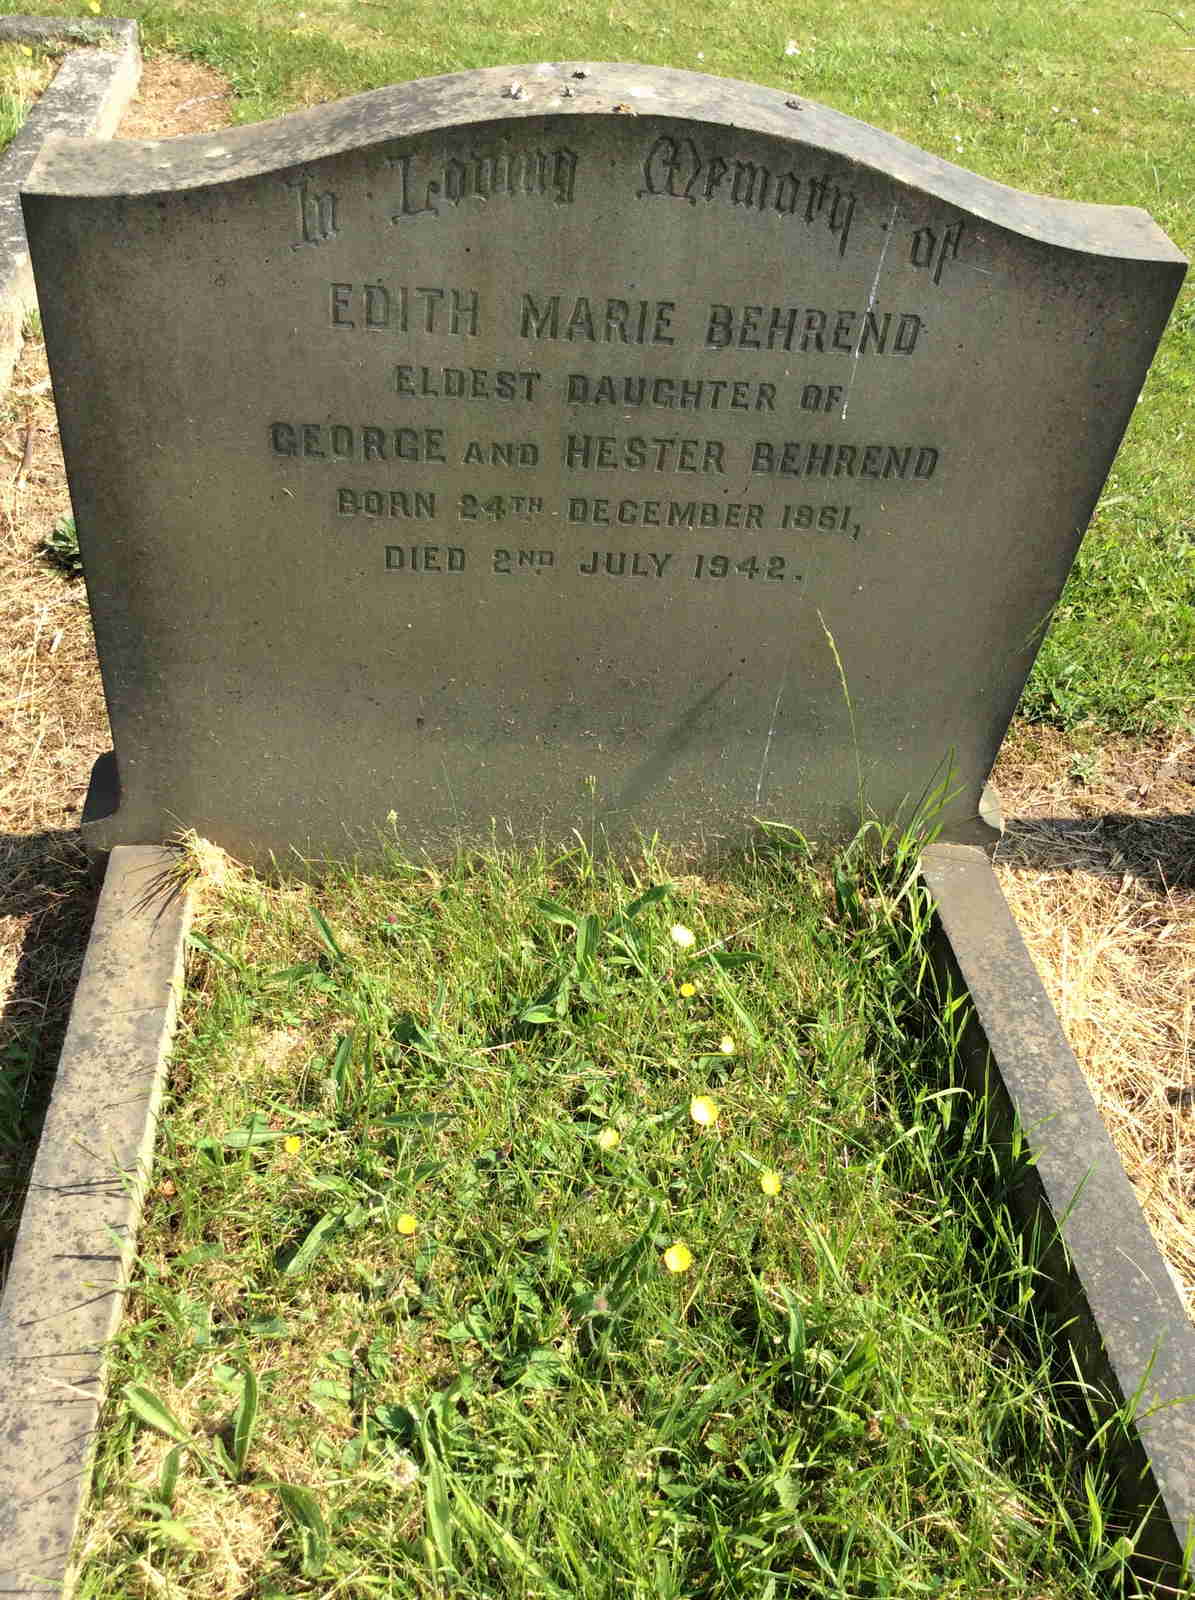 In Loving Memory of
EDITH MARIE BEHREND
ELDEST DAUGHTER OF
GEORGE AND HESTER BEHREND
BORN 24TH DECEMBER 1861,
DIED 2ND JULY 1942.